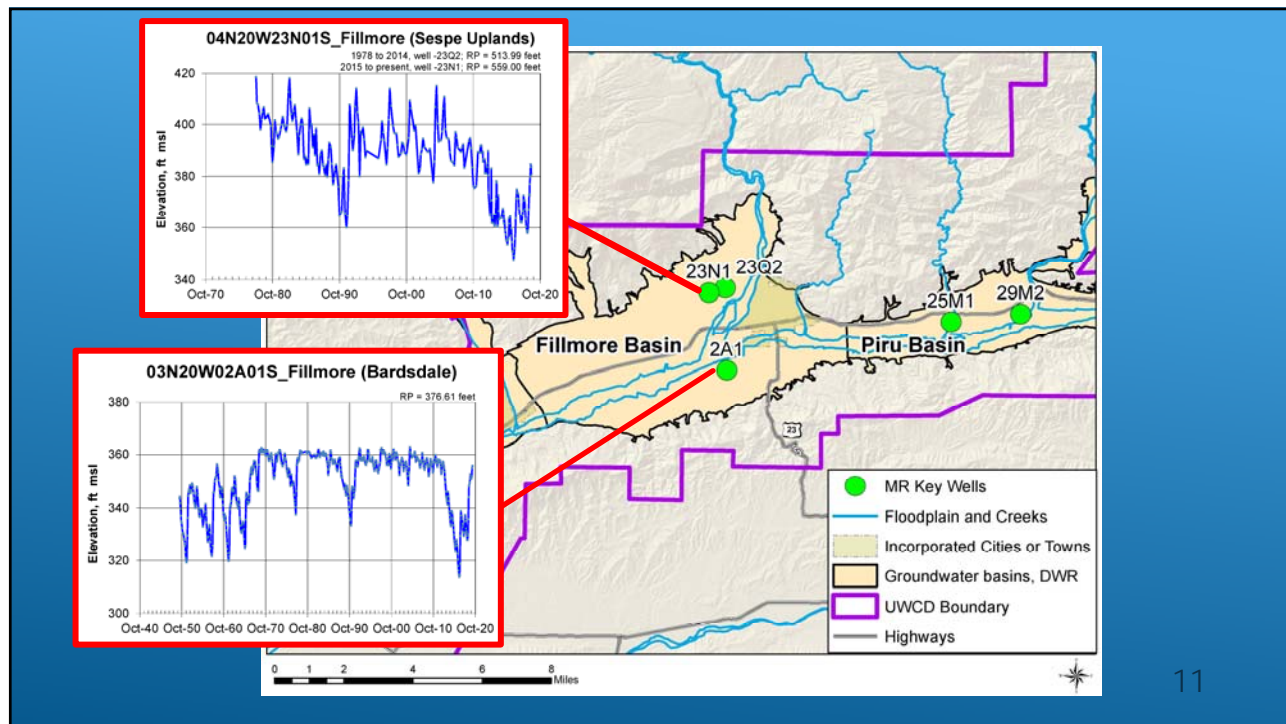 04N20W23N01S_Fillmore (Sespe Uplands)
1978 to 2014, well -23Q2; RP = 513.99 feet
2015 to present, well -23N1; RP = 559.00 feet
Elevation, ft msl
420
400
380
360
340
Oct-70 Oct-80 Oct-90 Oct-00 Oct-10 Oct-20
03N20W02A01S_Fillmore (Bardsdale)
RP = 376.61 feet
Elevation, ft msl
380
360
340
320
300
Oct-40 Oct-50 Oct-60 Oct-70 Oct-80 Oct-90 Oct-00 Oct-10 Oct-20
23N1 23Q2
25M1 29M2
Fillmore Basin
2A1
Piru Basin
23
MR Key Wells
Floodplain and Creeks
Incorporated Cities or Towns
Groundwater basins, DWR
UWCD Boundary
Highways
0 1 2 4 6 8
Miles
11